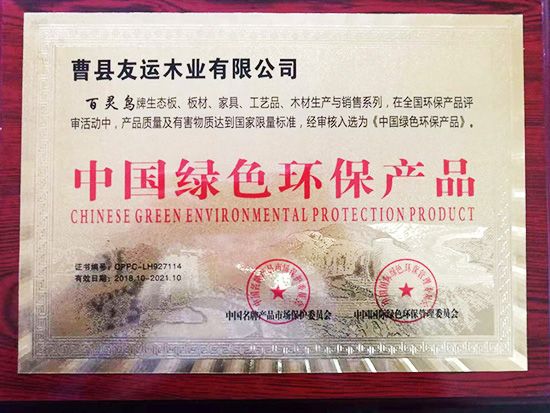 曹县友运木业有限公司
百灵鸟牌生态板、板材、家具、工艺品、木材生产与销售系列，在全国环保产品评
审活动中，产品质量及有害物质达到国家限量标准，经审核入选为《中国绿色环保产品》。
中国绿色环保产品
CHINESE GREEN ENVIRONMENTAL PROTECTION PRODUCT
证书编号：CPPC-LH927114
有效日期：2018.10-2021.10
中国名牌产品市场保护委员会
中国国际绿色环保管理委员会